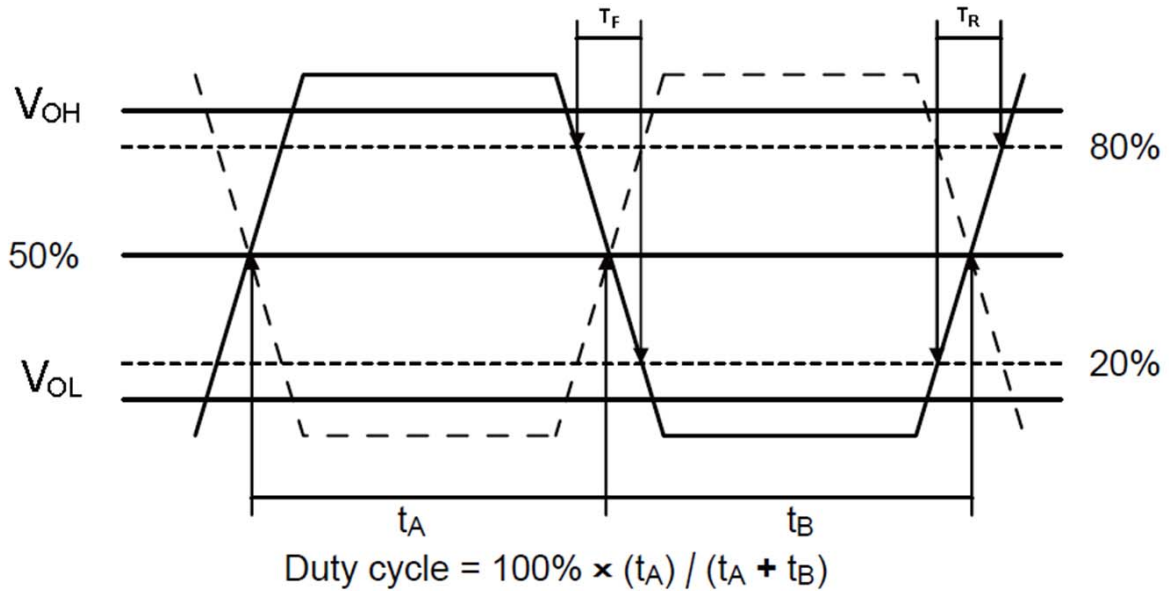 TF TR
VOH
80%
50%
20%
VOL
tA tB
Duty cycle = 100% × (tA) / (tA + tB)